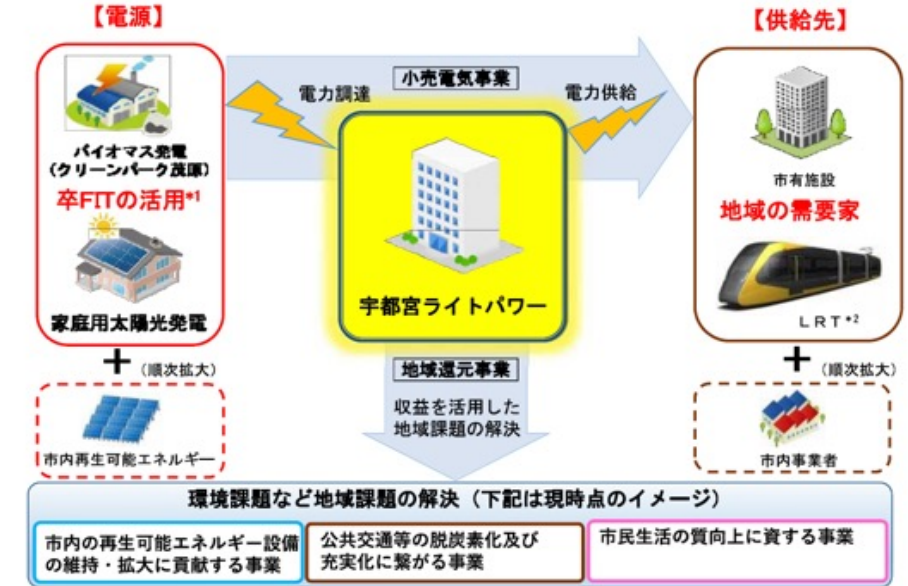 【電源】
【供給先】
小売電気事業
電力調達
電力供給
バイオマス発電
(クリーンパーク茂原)
卒FITの活用*1
家庭用太陽光発電
宇都宮ライトパワー
市有施設
地域の需要家
LRT*2
+
(順次拡大)
市内再生可能エネルギー
地域還元事業
収益を活用した
地域課題の解決
+
(順次拡大)
市内事業者
環境課題など地域課題の解決（下記は現時点のイメージ）
市内の再生可能エネルギー設備
の維持・拡大に貢献する事業
公共交通等の脱炭素化及び
充実化に繋がる事業
市民生活の質向上に資する事業